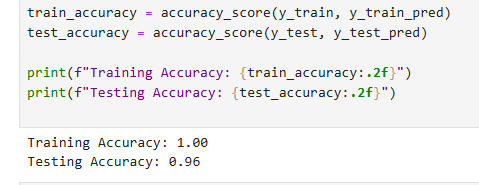 train_accuracy = accuracy_score(y_train, y_train_pred)
test_accuracy = accuracy_score(y_test, y_test_pred)
print(f"Training Accuracy: {train_accuracy:.2f}")
print(f"Testing Accuracy: {test_accuracy:.2f}")
Training Accuracy: 1.00
Testing Accuracy: 0.96